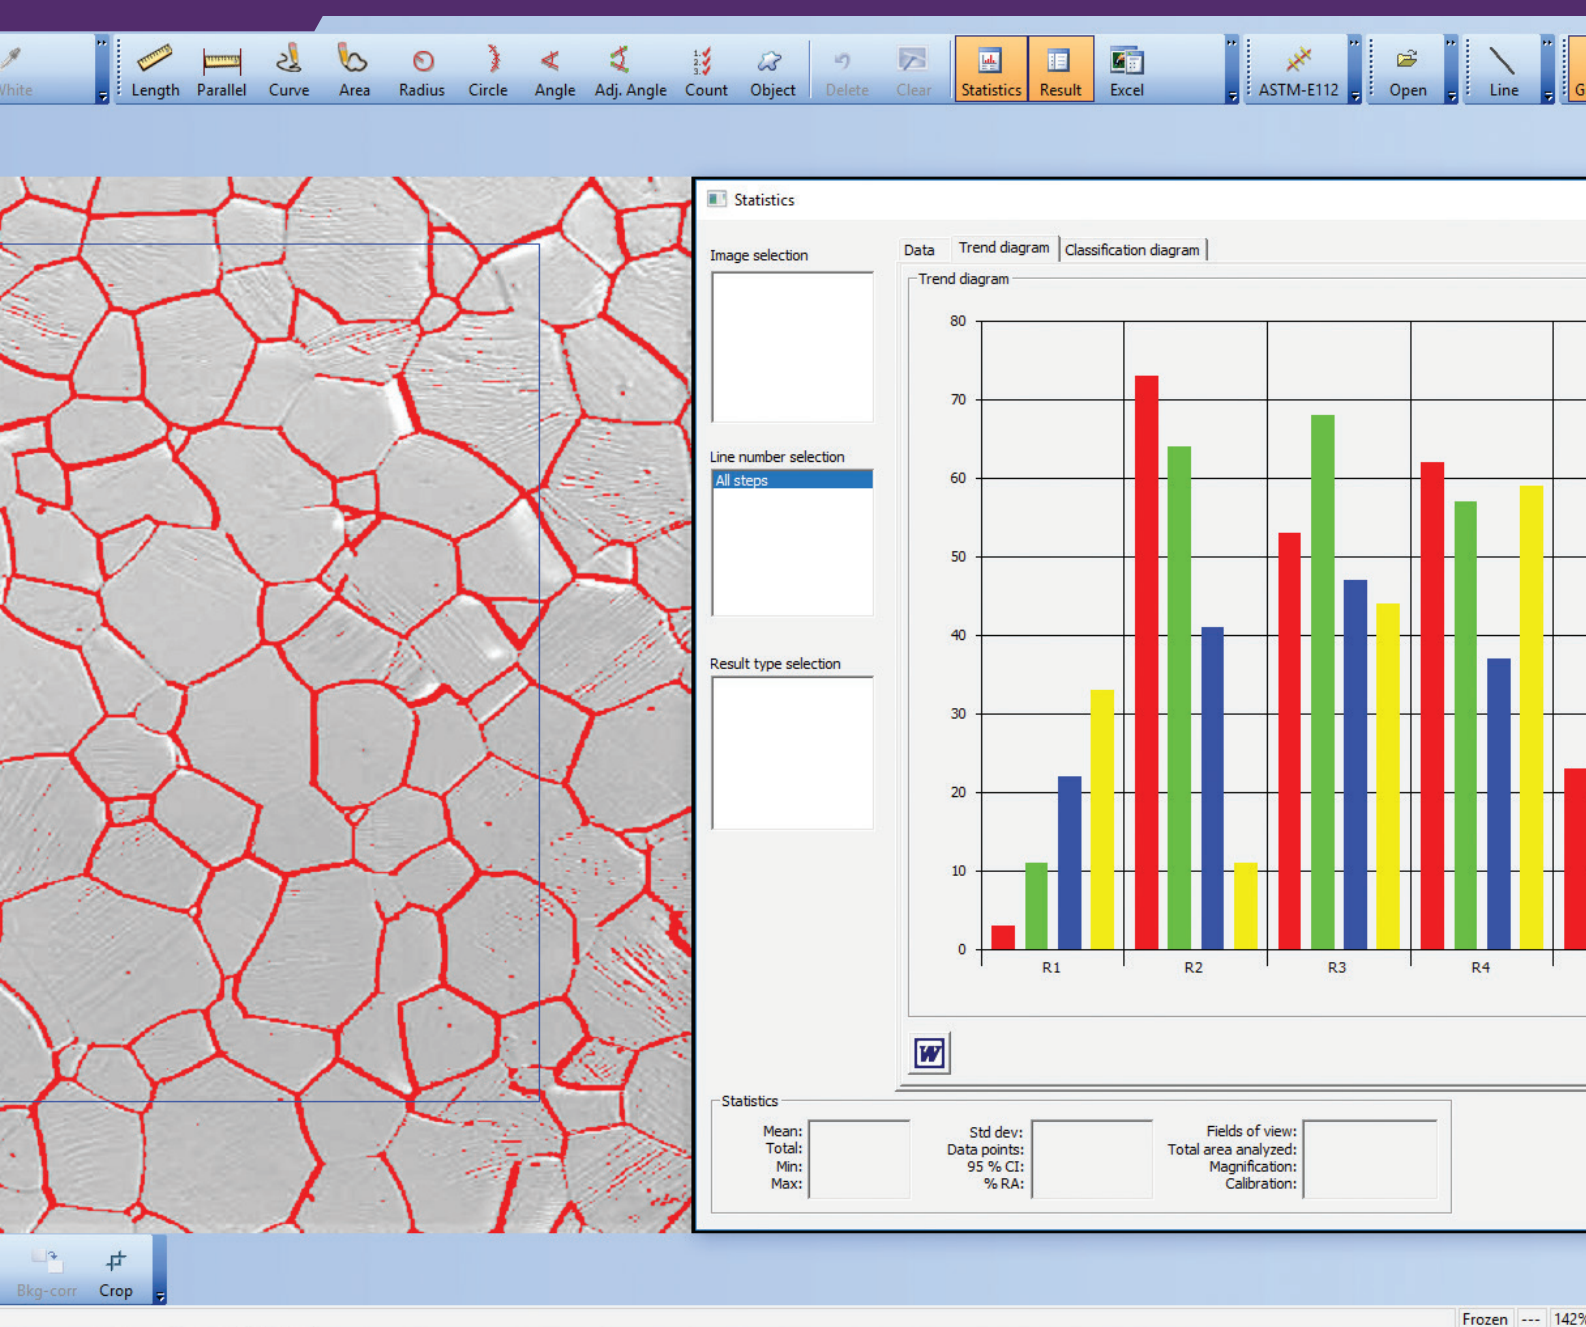 White Length Parallel Curve Area Radius Circle Angle Adj. Angle Count Object Delete Clear Statistics Result Excel ASTM-E112 Open Line G
Statistics
Image selection
Data Trend diagram Classification diagram
Trend diagram
80
70
Line number selection
All steps
60
50
40
Result type selection
30
20
10
0
R1 R2 R3 R4
W
Statistics
Mean: Std dev: Fields of view:
Total: Data points: Total area analyzed:
Min: 95 % CI: Magnification:
Max: % RA: Calibration:
Bkg-corr Crop
Frozen --- 142%